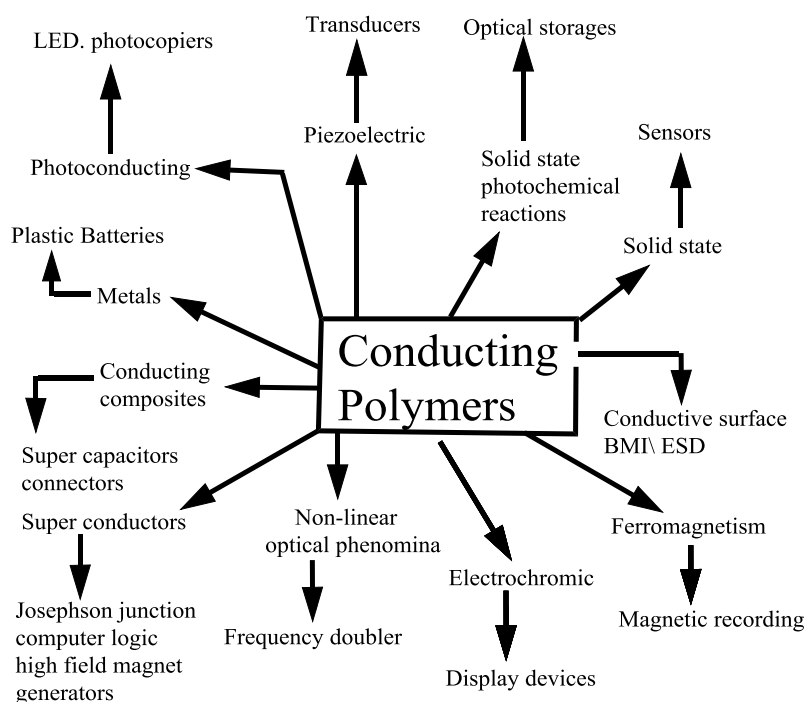 LED. photocopiers
Transducers
Optical storages
Photoconducting
Piezoelectric
Solid state
photochemical
reactions
Sensors
Solid state
Plastic Batteries
Metals
Conducting
Polymers
Conducting
composites
Super capacitors
connectors
Conductive surface
BMI\ ESD
Super conductors
Non-linear
optical phenomina
Ferromagnetism
Electrochromic
Josephson junction
computer logic
high field magnet
generators
Frequency doubler
Display devices
Magnetic recording